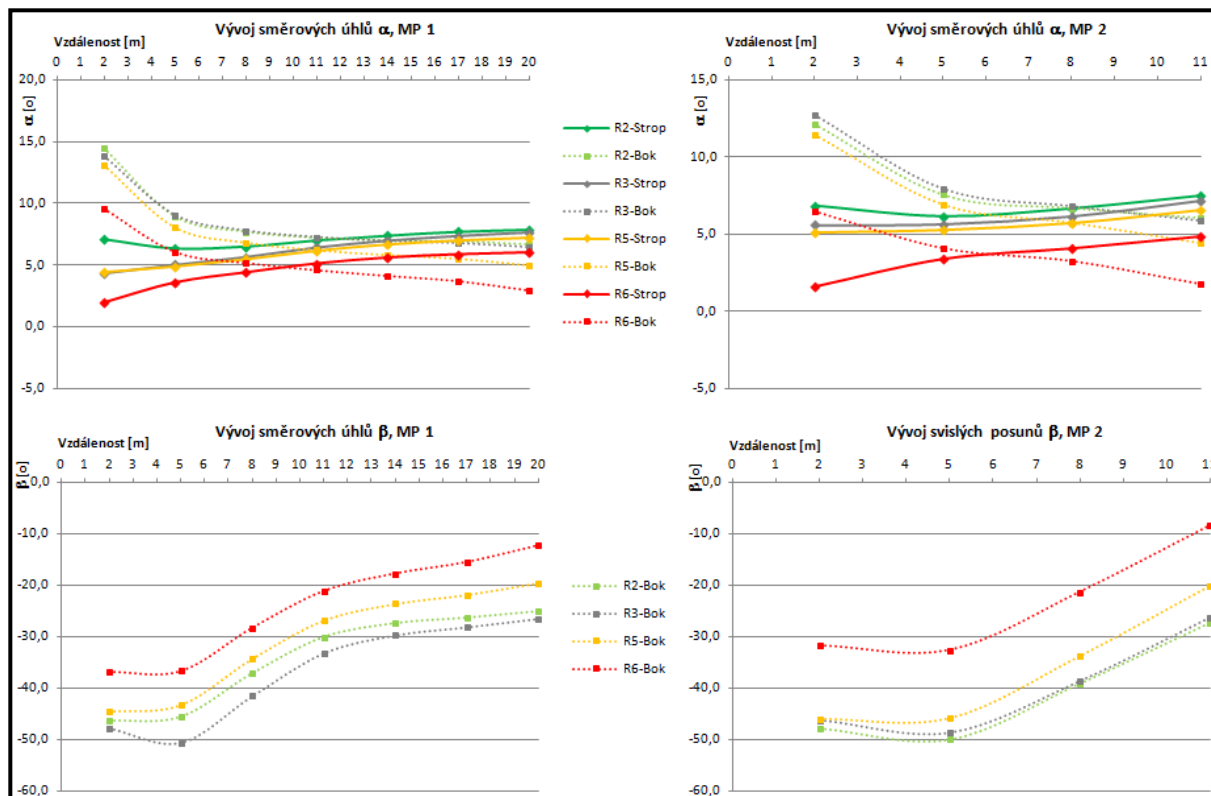 Vývoj směrových úhlů α, MP 1
Vzdálenost [m]
0 1 2 3 4 5 6 7 8 9 10 11 12 13 14 15 16 17 18 19 20
α [o]
20,0
15,0
10,0
5,0
0,0
-5,0
R2-Strop
R2-Bok
R3-Strop
R3-Bok
R5-Strop
R5-Bok
R6-Strop
R6-Bok
Vývoj směrových úhlů α, MP 2
Vzdálenost [m]
0 1 2 3 4 5 6 7 8 9 10 11
α [o]
15,0
10,0
5,0
0,0
-5,0
Vývoj směrových úhlů β, MP 1
Vzdálenost [m]
0 1 2 3 4 5 6 7 8 9 10 11 12 13 14 15 16 17 18 19 20
β [o]
0,0
-10,0
-20,0
-30,0
-40,0
-50,0
-60,0
R2-Bok
R3-Bok
R5-Bok
R6-Bok
Vývoj svislých posunů β, MP 2
Vzdálenost [m]
0 1 2 3 4 5 6 7 8 9 10 11
β [o]
0,0
-10,0
-20,0
-30,0
-40,0
-50,0
-60,0